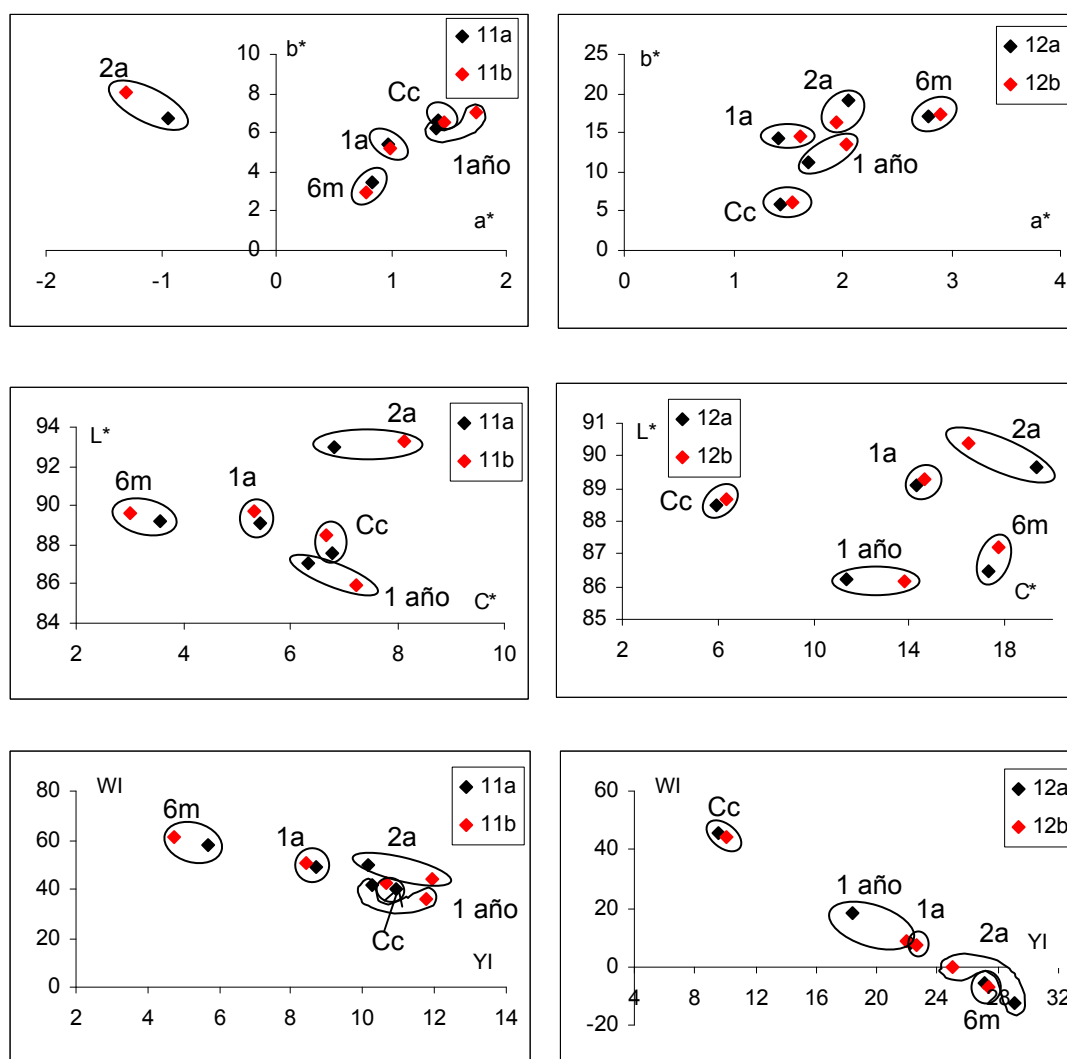 b*
11a
11b
2a
Cc
1a
1año
6m
a*
10
8
6
4
2
0
-2 -1 0 1 2
b*
12a
12b
2a
6m
1a
1 año
Cc
a*
25
20
15
10
5
0
0 1 2 3 4
L*
11a
11b
2a
6m
1a
Cc
1 año
C*
94
92
90
88
86
84
2 4 6 8 10
L*
12a
12b
2a
1a
Cc
6m
1 año
C*
91
90
89
88
87
86
85
2 6 10 14 18
WI
11a
11b
6m
1a
2a
1 año
Cc
YI
80
60
40
20
0
2 4 6 8 10 12 14
WI
12a
12b
Cc
1 año
1a
2a
YI
6m
60
40
20
0
-20
4 8 12 16 20 24 28 32